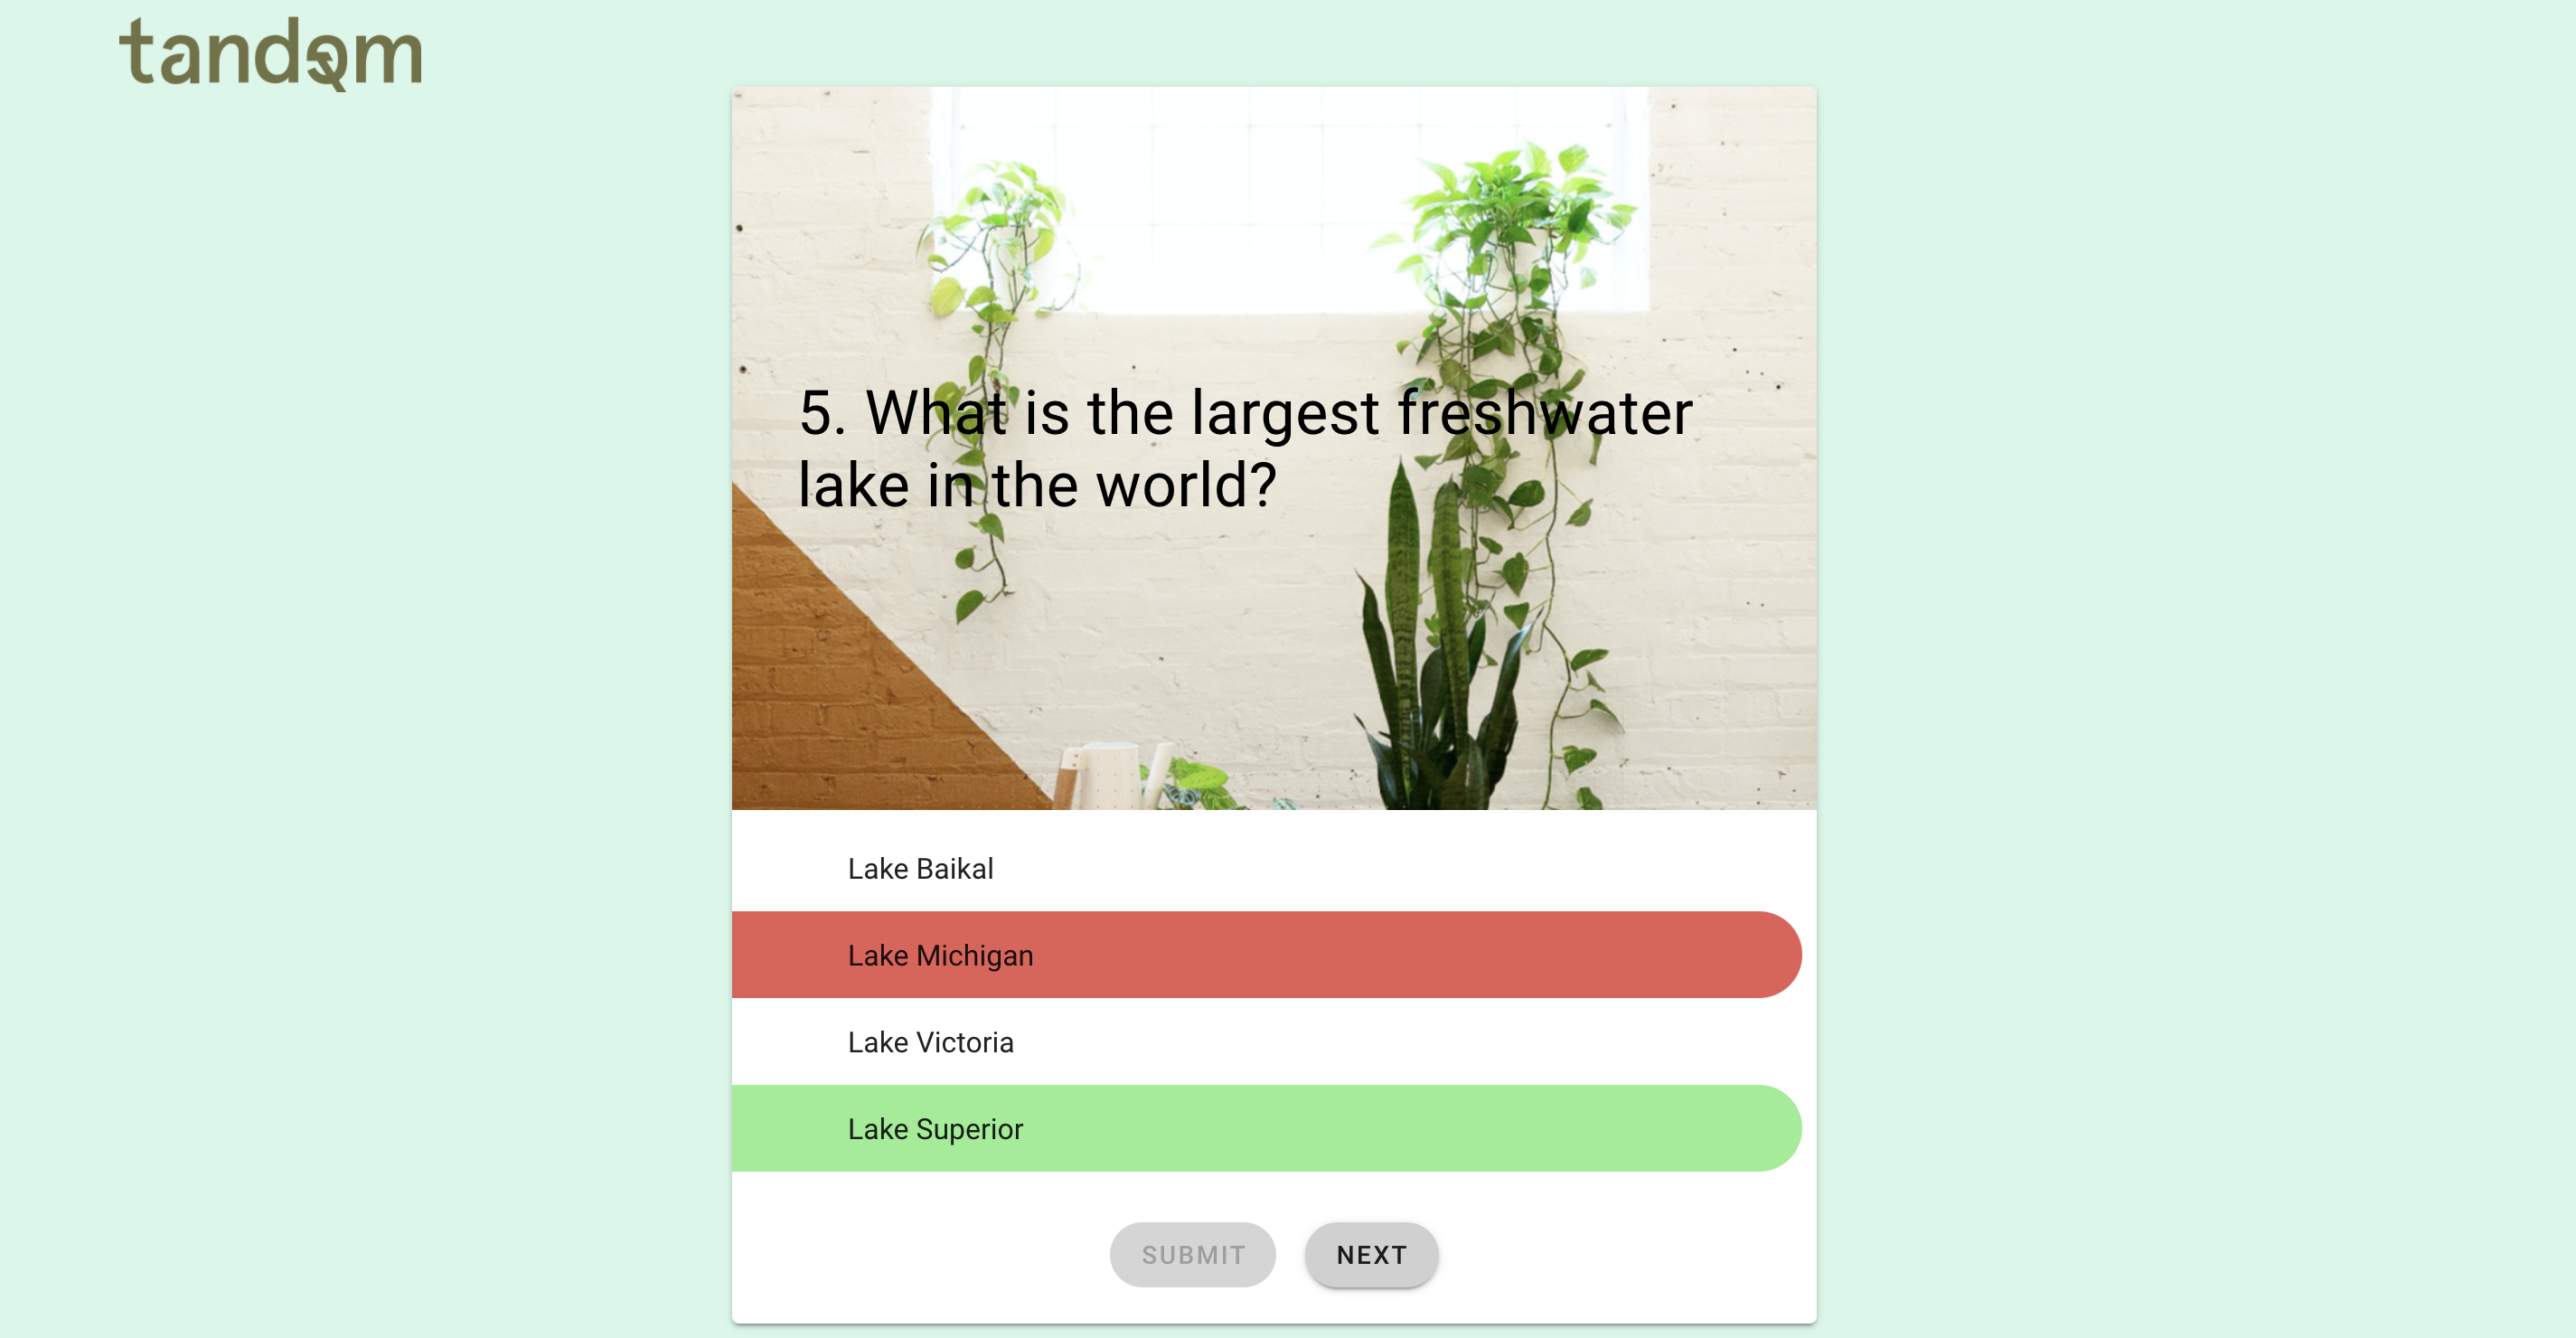 tandem
5. What is the largest freshwater
lake in the world?
Lake Baikal
Lake Michigan
Lake Victoria
Lake Superior
SUBMIT
NEXT